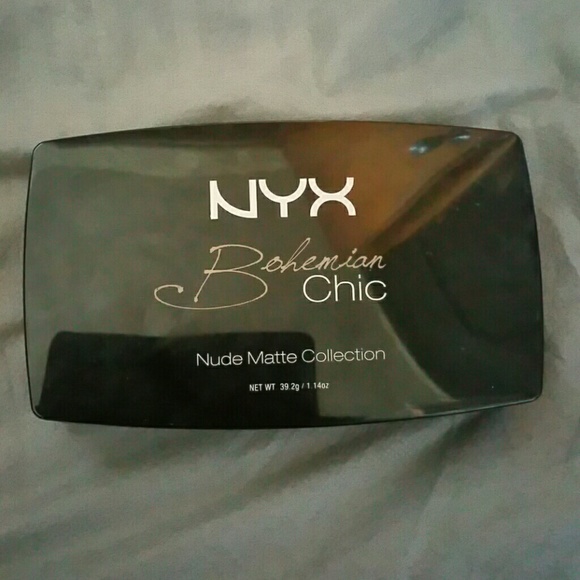 NYX
Bohemian
Chic
Nude Matte Collection
NET WT 39.2g / 1.14oz